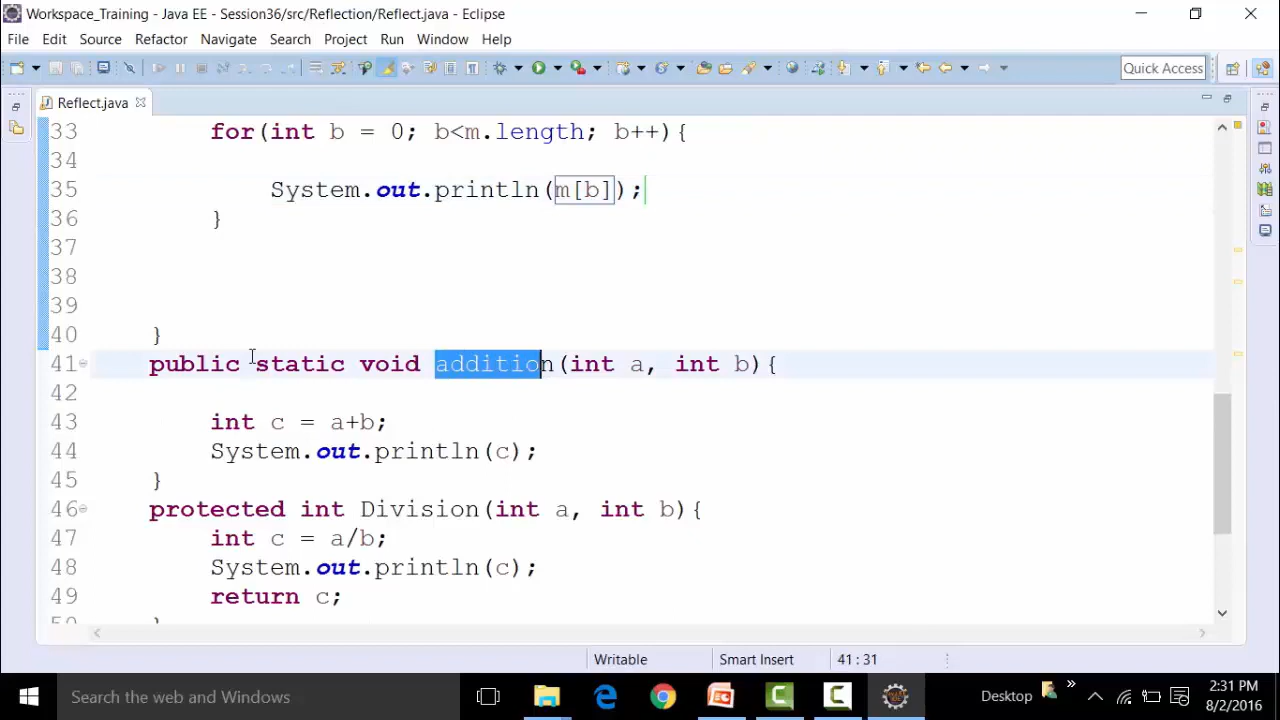 Workspace_Training - Java EE - Session36/src/Reflection/Reflect.java - Eclipse
File Edit Source Refactor Navigate Search Project Run Window Help
Quick Access
Reflect.java
33 for(int b = 0; b<m.length; b++){
34
35 System.out.println(m[b]);
36 }
37
38
39
40 }
41 public static void addition(int a, int b){
42
43 int c = a+b;
44 System.out.println(c);
45 }
46 protected int Division(int a, int b){
47 int c = a/b;
48 System.out.println(c);
49 return c;
50 }
Writable Smart Insert 41 : 31
Search the web and Windows
Desktop
2:31 PM
8/2/2016